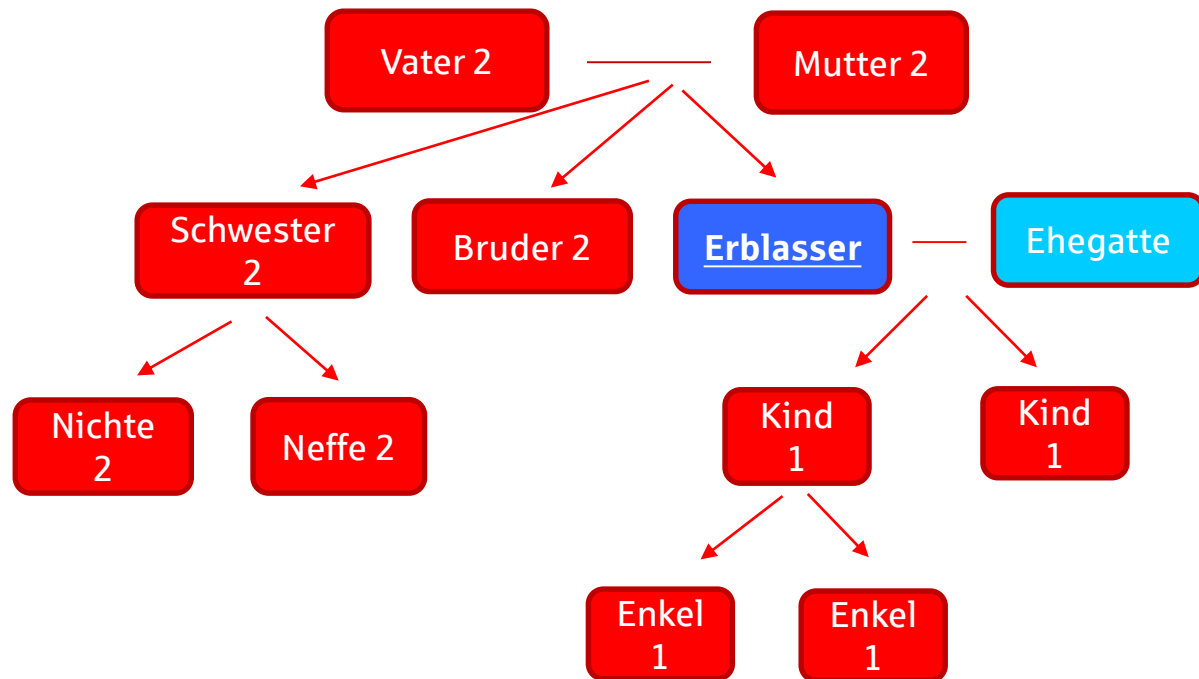 Vater 2
Mutter 2
Schwester
2
Bruder 2
Erblasser
Ehegatte
Nichte
2
Neffe 2
Kind
1
Kind
1
Enkel
1
Enkel
1